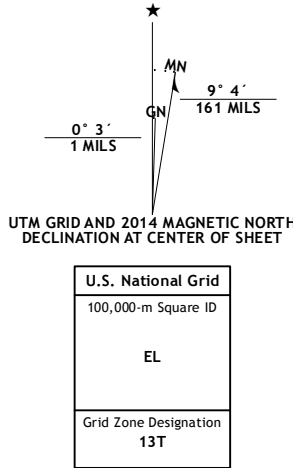 ★
MN
GN
9° 4´
161 MILS
0° 3´
1 MILS
UTM GRID AND 2014 MAGNETIC NORTH
DECLINATION AT CENTER OF SHEET
U.S. National Grid
100,000-m Square ID
EL
Grid Zone Designation
13T